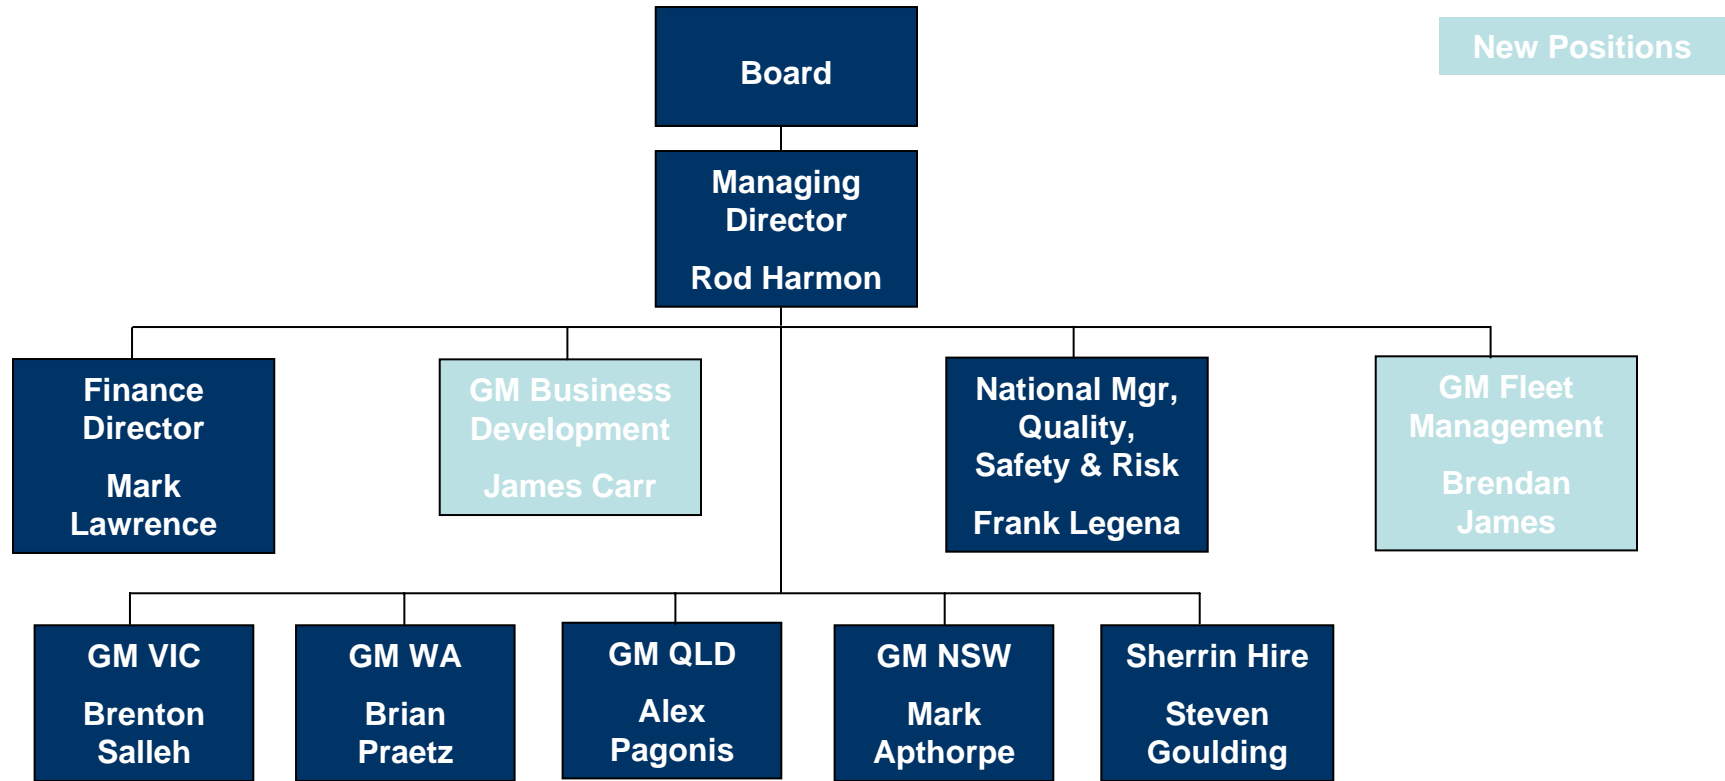 Board
New Positions
Managing
Director
Rod Harmon
Finance
Director
Mark
Lawrence
GM Business
Development
James Carr
National Mgr,
Quality,
Safety & Risk
Frank Legena
GM Fleet
Management
Brendan
James
GM VIC
Brenton
Salleh
GM WA
Brian
Praetz
GM QLD
Alex
Pagonis
GM NSW
Mark
Apthorpe
Sherrin Hire
Steven
Goulding